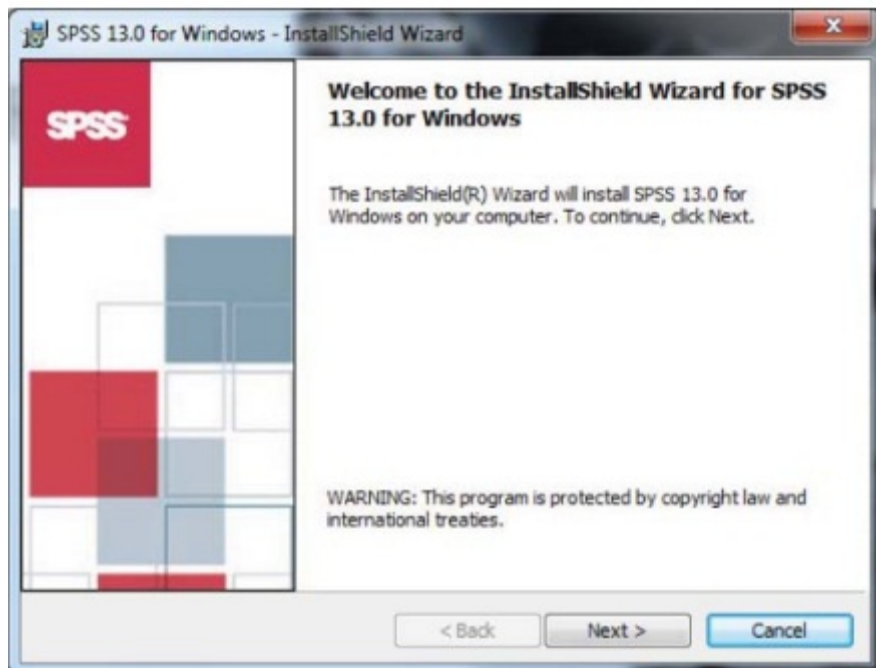 SPSS 13.0 for Windows - InstallShield Wizard
SPSS
Welcome to the InstallShield Wizard for SPSS
13.0 for Windows
The InstallShield(R) Wizard will install SPSS 13.0 for
Windows on your computer. To continue, click Next.
WARNING: This program is protected by copyright law and
international treaties.
< Back
Next >
Cancel